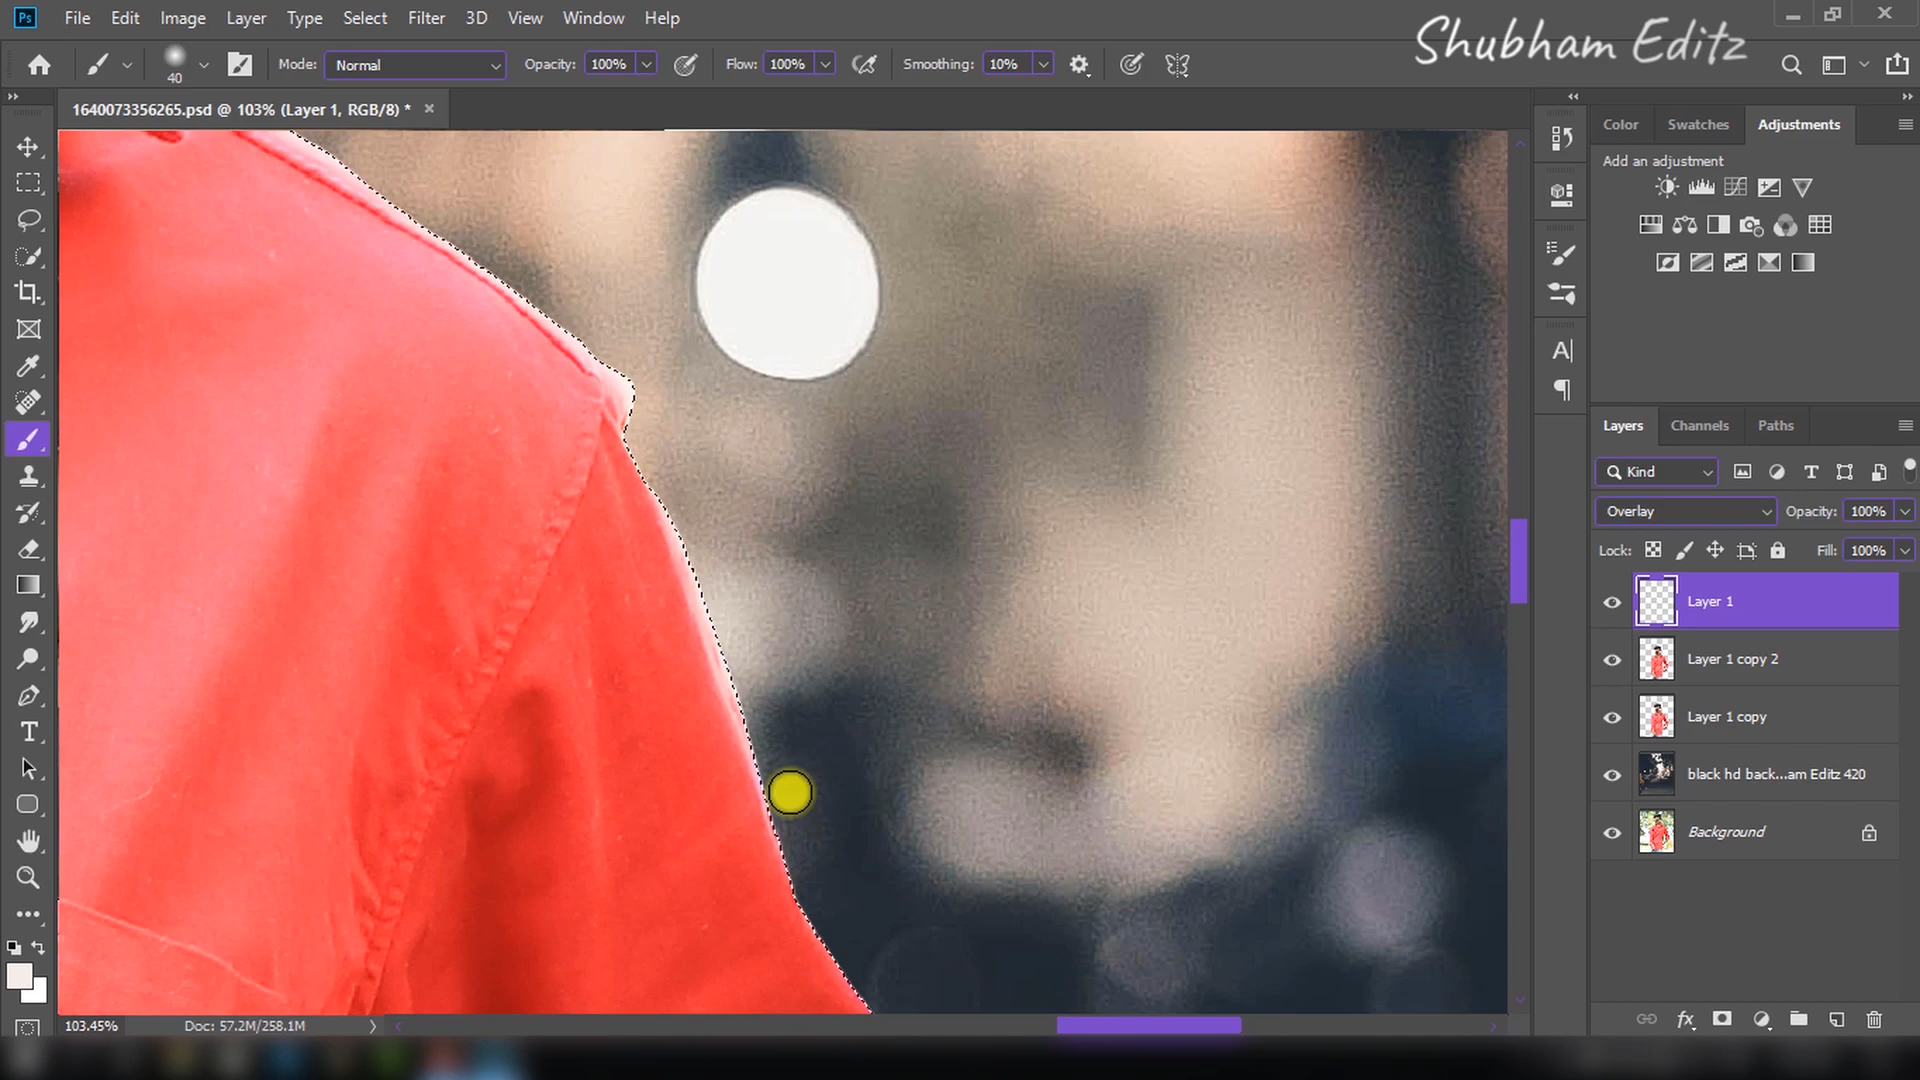 Ps File Edit Image Layer Type Select Filter 3D View Window Help
Shubham Editz
40 Mode: Normal Opacity: 100% Flow: 100% Smoothing: 10%
1640073356265.psd @ 103% (Layer 1, RGB/8) *
Color Swatches Adjustments
Add an adjustment
Layers Channels Paths
Kind
Overlay Opacity: 100%
Lock: Fill: 100%
Layer 1
Layer 1 copy 2
Layer 1 copy
black hd back...am Editz 420
Background
103.45% Doc: 57.2M/258.1M